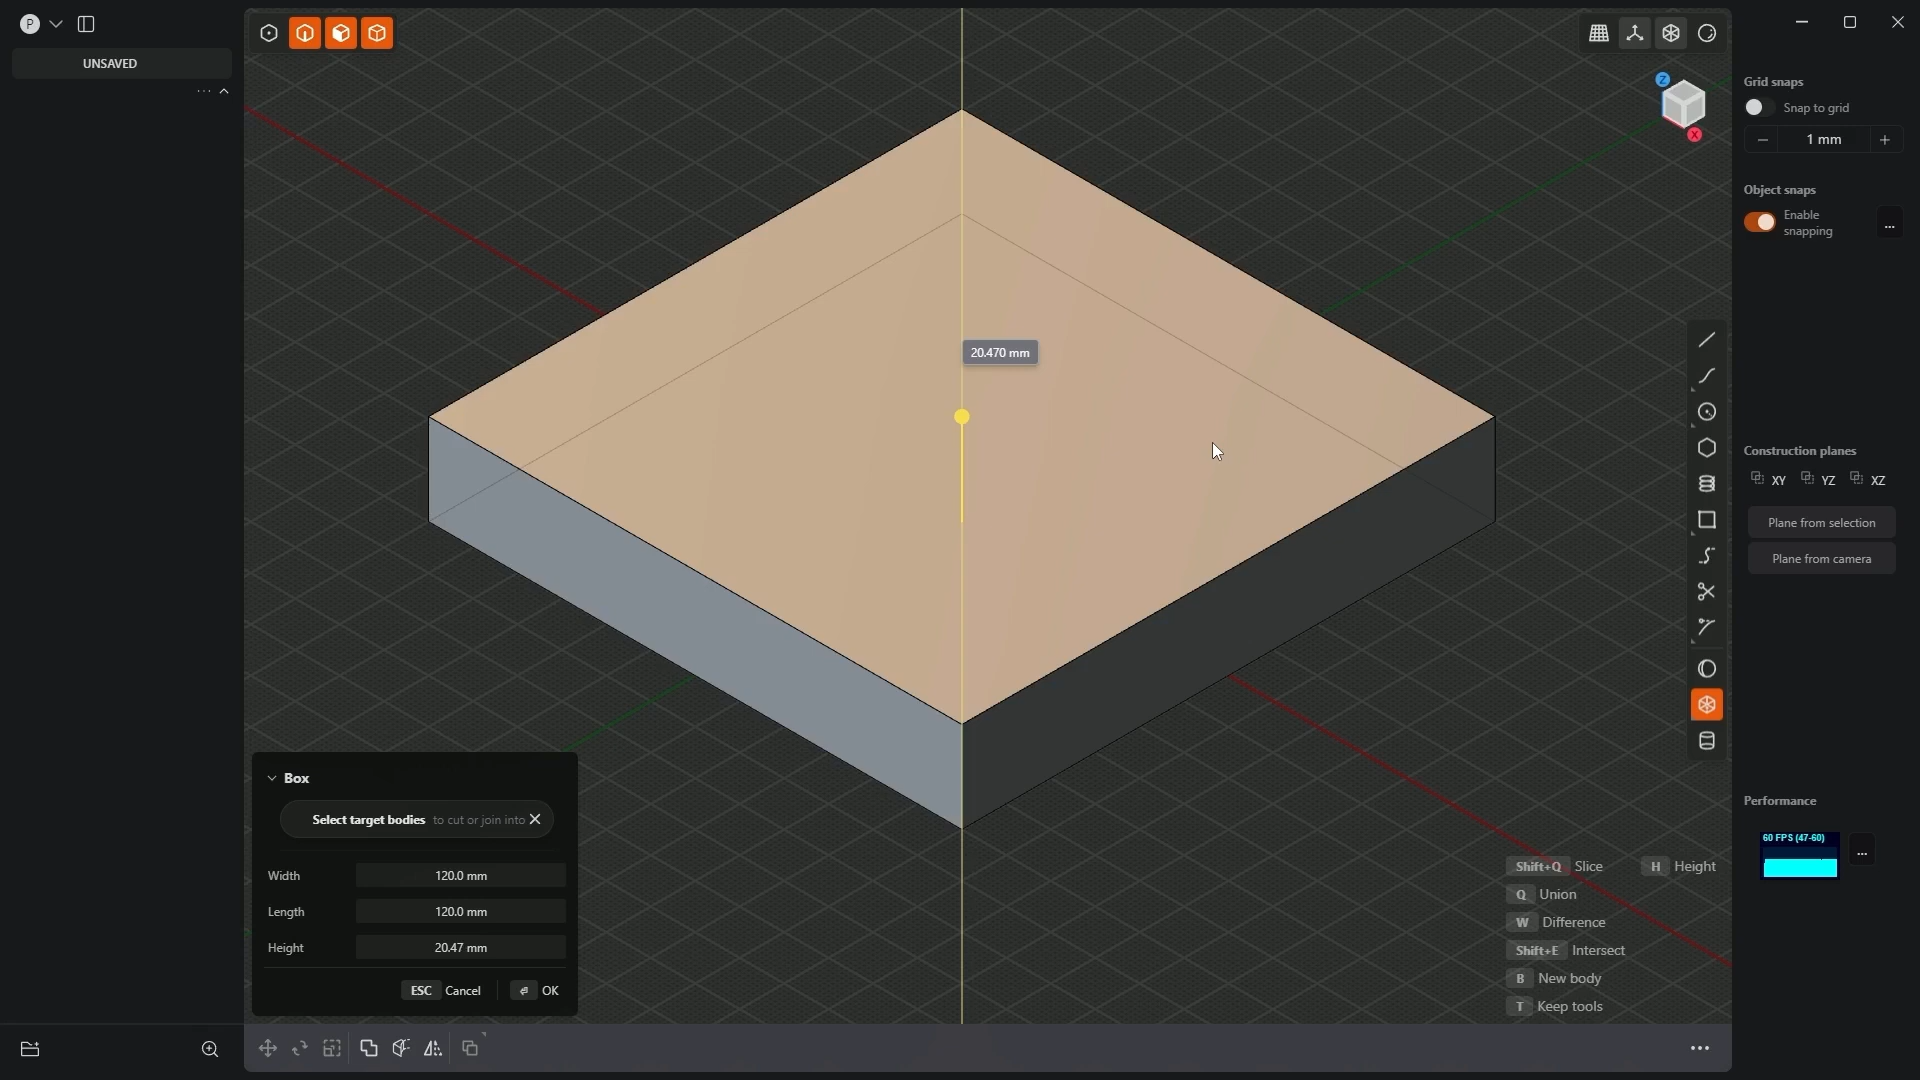 P
UNSAVED
Grid snaps
Snap to grid
1 mm
Object snaps
Enable
snapping
Z
X
20.470 mm
Construction planes
XY YZ XZ
Plane from selection
Plane from camera
Performance
60 FPS (47-60)
Box
Select target bodies to cut or join into
Width 120.0 mm
Length 120.0 mm
Height 20.47 mm
ESC Cancel OK
Shift+Q Slice H Height
Q Union
W Difference
Shift+E Intersect
B New body
T Keep tools